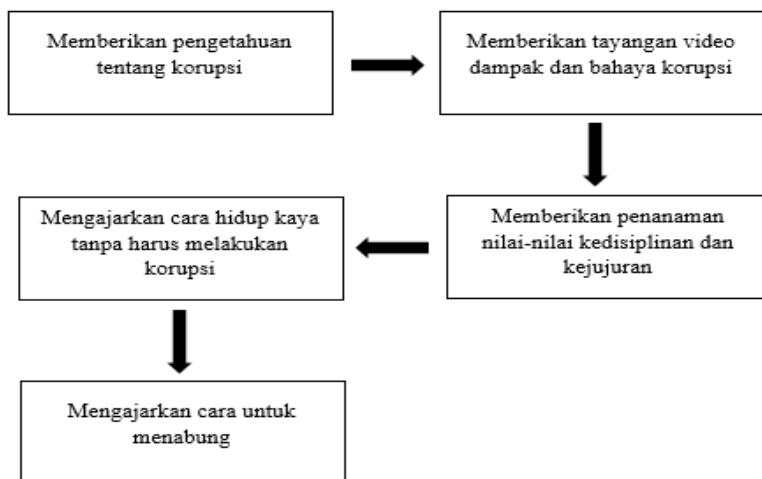 Memberikan pengetahuan
tentang korupsi
Memberikan tayangan video
dampak dan bahaya korupsi
Memberikan penanaman
nilai-nilai kedisiplinan dan
kejujuran
Mengajarkan cara hidup kaya
tanpa harus melakukan
korupsi
Mengajarkan cara untuk
menabung